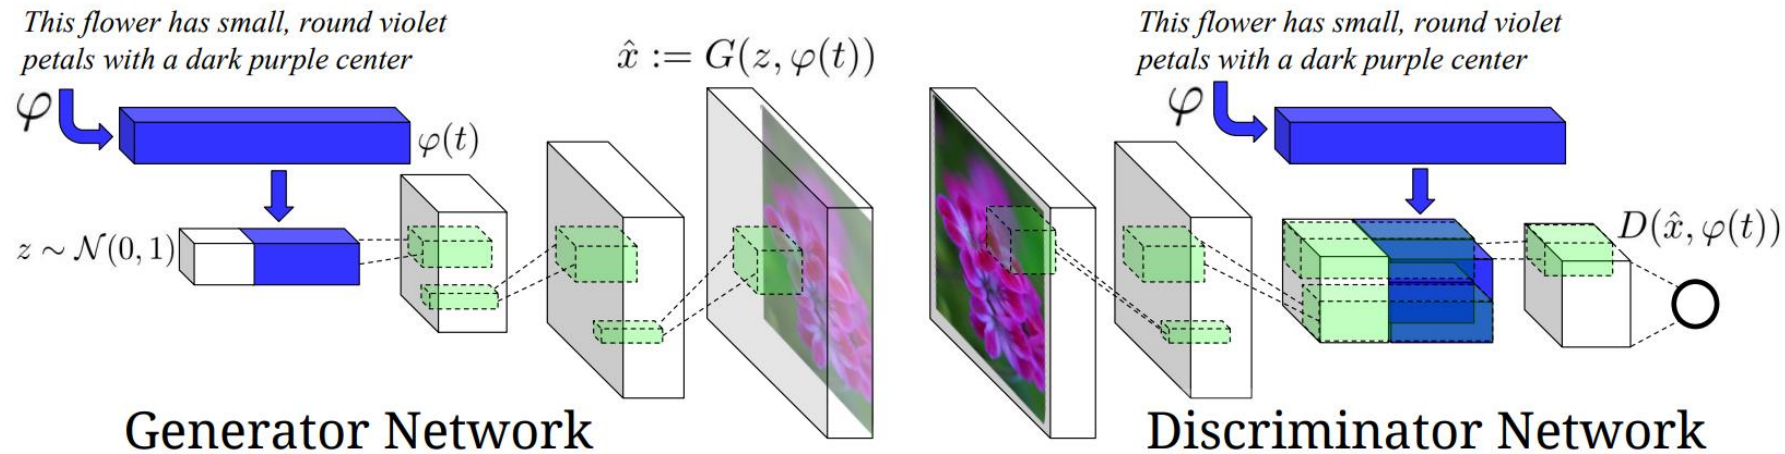 This flower has small, round violet
petals with a dark purple center
φ
φ(t)
z ∼ 𝒩(0, 1)
x̂ := G(z, φ(t))
Generator Network
This flower has small, round violet
petals with a dark purple center
φ
D(x̂, φ(t))
Discriminator Network